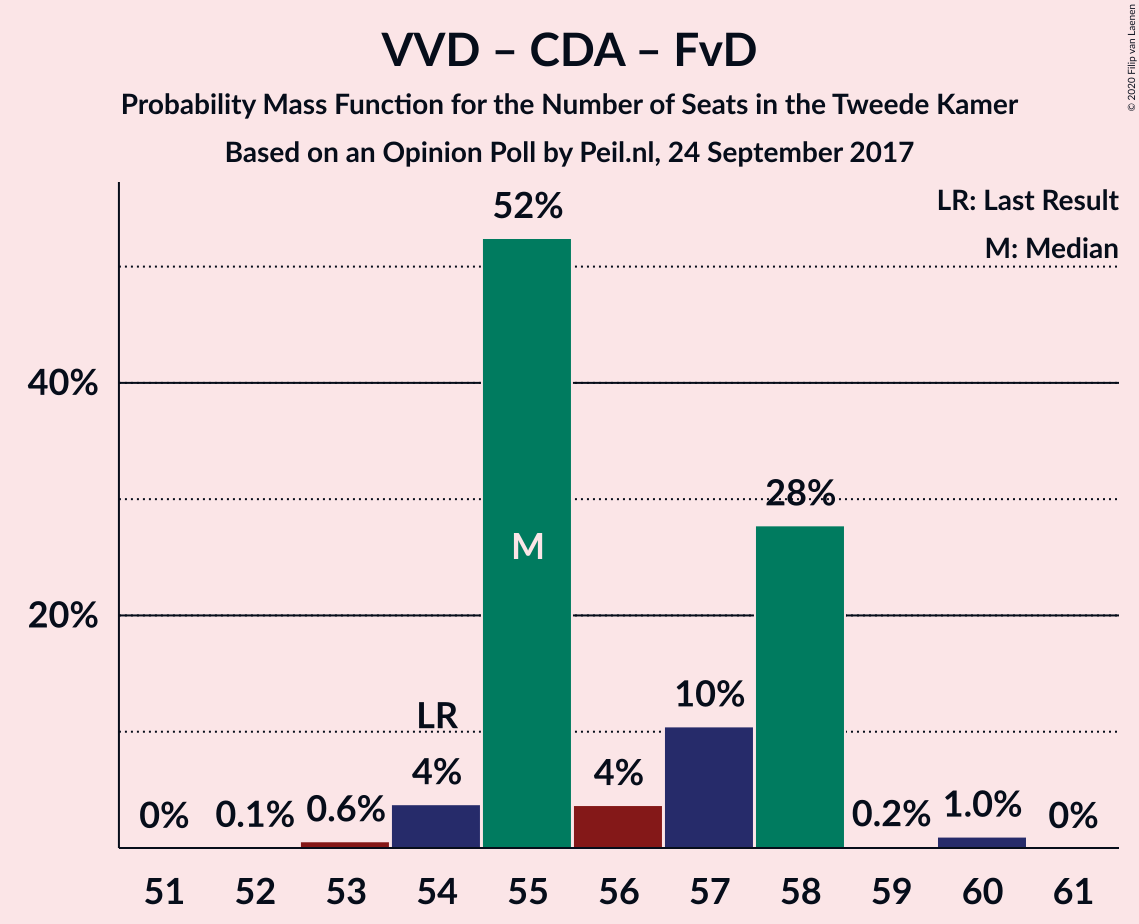 VVD – CDA – FvD
Probability Mass Function for the Number of Seats in the Tweede Kamer
Based on an Opinion Poll by Peil.nl, 24 September 2017
© 2020 Filip van Laenen
LR: Last Result
M: Median
52%
40%
28%
M
20%
10%
LR
4%
4%
0%
0.1%
0.6%
0.2%
1.0%
0%
51 52 53 54 55 56 57 58 59 60 61